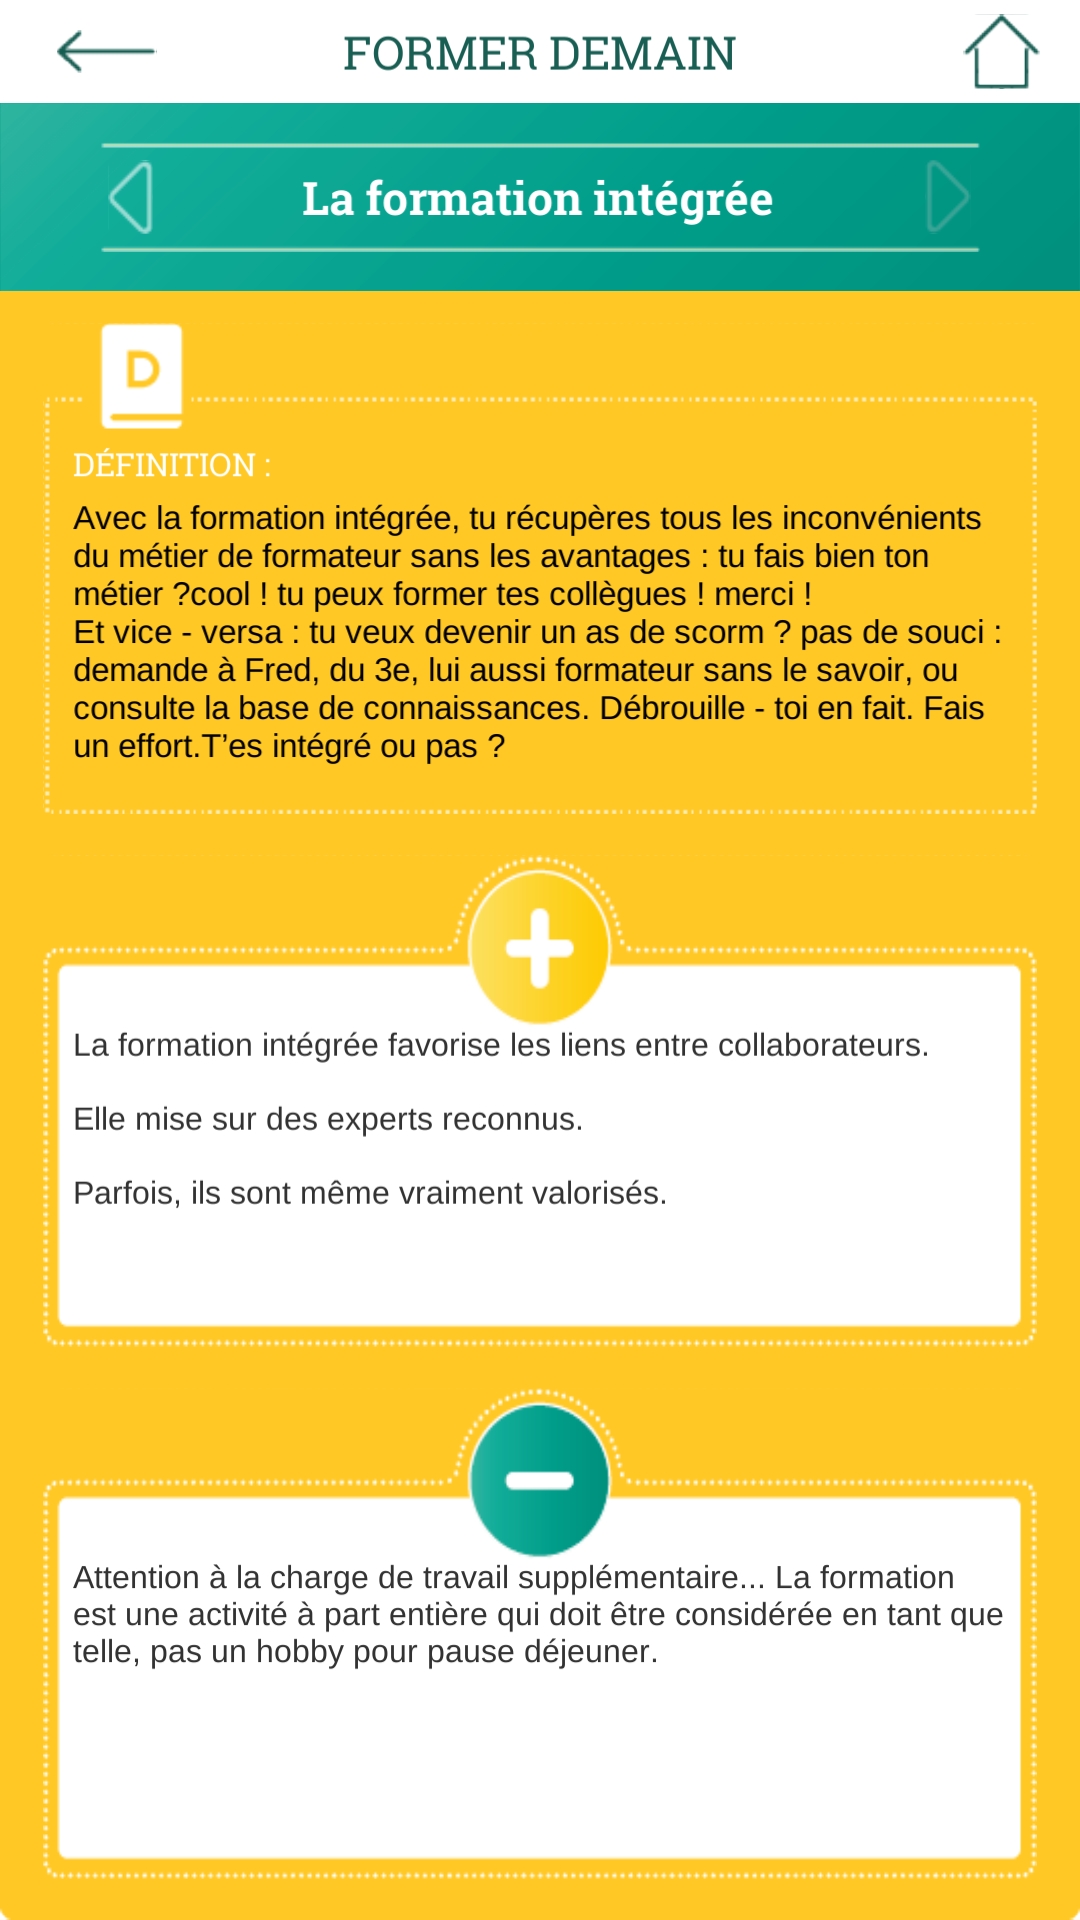 FORMER DEMAIN
La formation intégrée
D
DÉFINITION :
Avec la formation intégrée, tu récupères tous les inconvénients
du métier de formateur sans les avantages : tu fais bien ton
métier ?cool ! tu peux former tes collègues ! merci !
Et vice - versa : tu veux devenir un as de scorm ? pas de souci :
demande à Fred, du 3e, lui aussi formateur sans le savoir, ou
consulte la base de connaissances. Débrouille - toi en fait. Fais
un effort.T’es intégré ou pas ?
La formation intégrée favorise les liens entre collaborateurs.
Elle mise sur des experts reconnus.
Parfois, ils sont même vraiment valorisés.
Attention à la charge de travail supplémentaire... La formation
est une activité à part entière qui doit être considérée en tant que
telle, pas un hobby pour pause déjeuner.